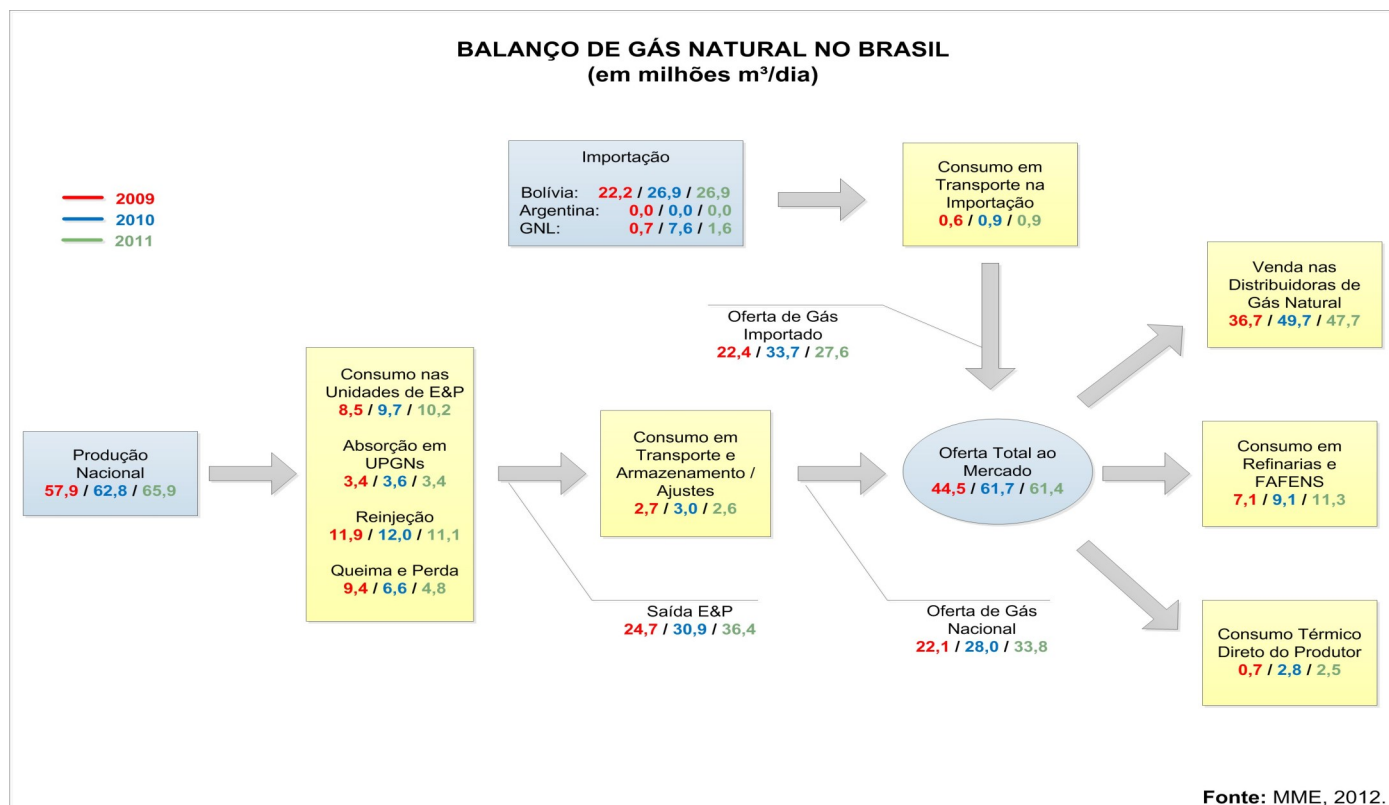 BALANÇO DE GÁS NATURAL NO BRASIL
(em milhões m³/dia)
2009
2010
2011
Importação
Bolívia: 22,2 / 26,9 / 26,9
Argentina: 0,0 / 0,0 / 0,0
GNL: 0,7 / 7,6 / 1,6
Consumo em
Transporte na
Importação
0,6 / 0,9 / 0,9
Venda nas
Distribuidoras de
Gás Natural
36,7 / 49,7 / 47,7
Oferta de Gás
Importado
22,4 / 33,7 / 27,6
Produção
Nacional
57,9 / 62,8 / 65,9
Consumo nas
Unidades de E&P
8,5 / 9,7 / 10,2
Absorção em
UPGNs
3,4 / 3,6 / 3,4
Reinjeção
11,9 / 12,0 / 11,1
Queima e Perda
9,4 / 6,6 / 4,8
Consumo em
Transporte e
Armazenamento /
Ajustes
2,7 / 3,0 / 2,6
Oferta Total ao
Mercado
44,5 / 61,7 / 61,4
Consumo em
Refinarias e
FAFENS
7,1 / 9,1 / 11,3
Saída E&P
24,7 / 30,9 / 36,4
Oferta de Gás
Nacional
22,1 / 28,0 / 33,8
Consumo Térmico
Direto do Produtor
0,7 / 2,8 / 2,5
Fonte: MME, 2012.